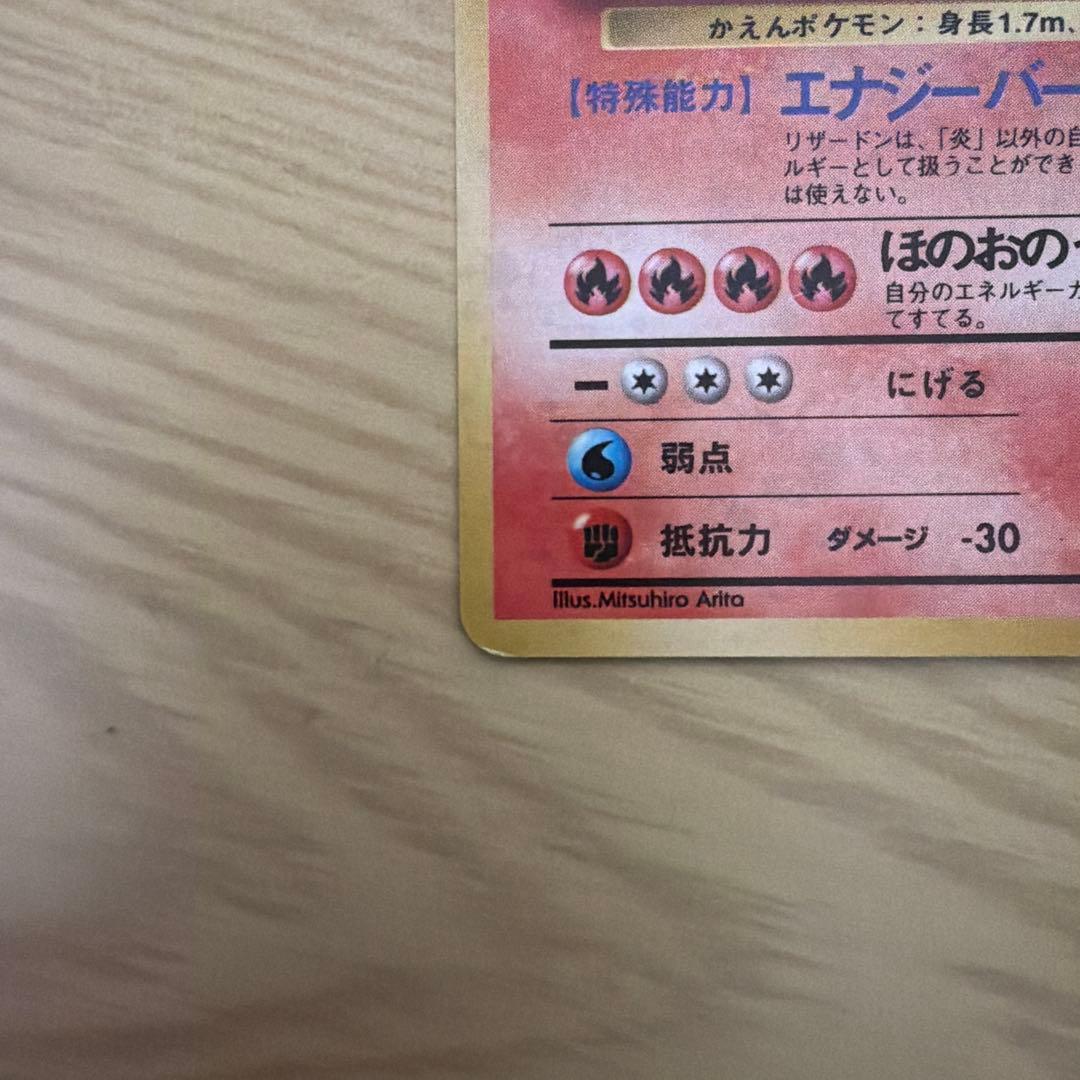 かえんポケモン：身長1.7m、
【特殊能力】 エナジーバー
リザードンは、「炎」以外の自
ルギーとして扱うことができ
は使えない。
ほのおの
自分のエネルギーカ
てすてる。
ー にげる
弱点
抵抗力 ダメージ -30
Illus.Mitsuhiro Arita